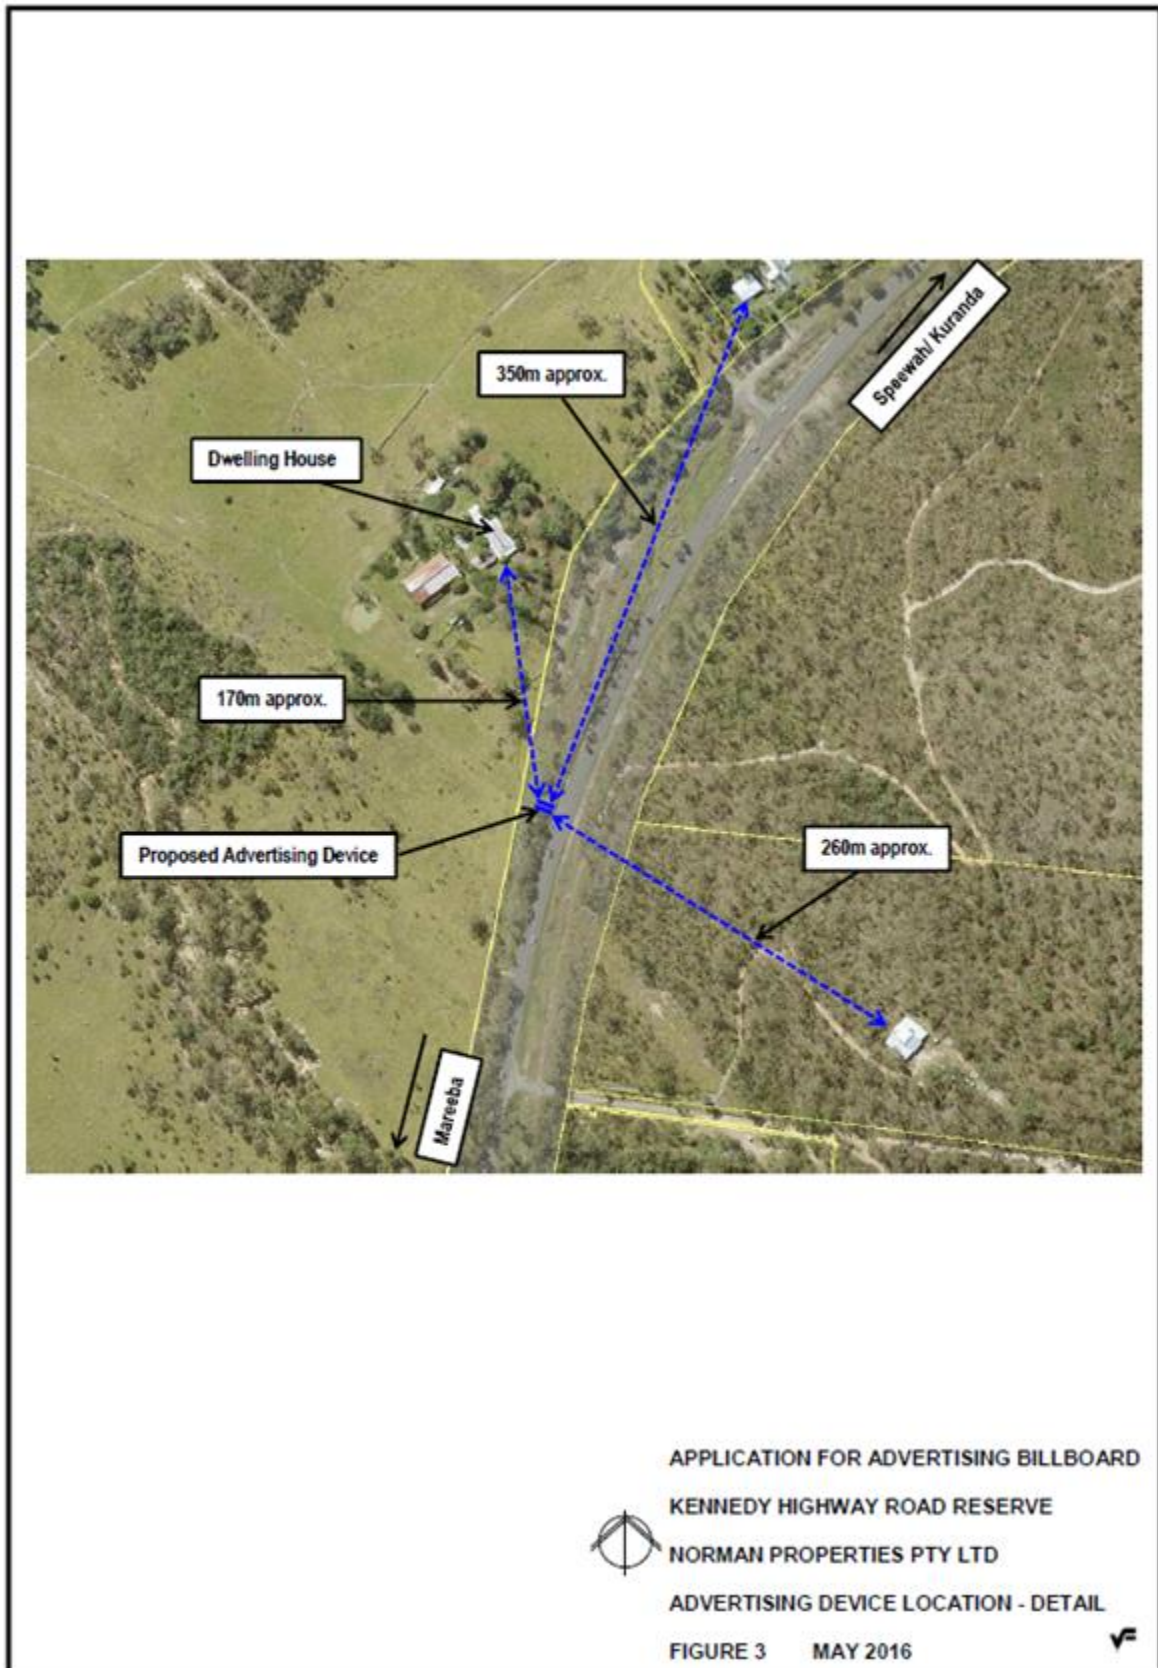 Speewah/ Kuranda
350m approx.
Dwelling House
170m approx.
Proposed Advertising Device
260m approx.
Mareeba
APPLICATION FOR ADVERTISING BILLBOARD
KENNEDY HIGHWAY ROAD RESERVE
NORMAN PROPERTIES PTY LTD
ADVERTISING DEVICE LOCATION - DETAIL
FIGURE 3 MAY 2016